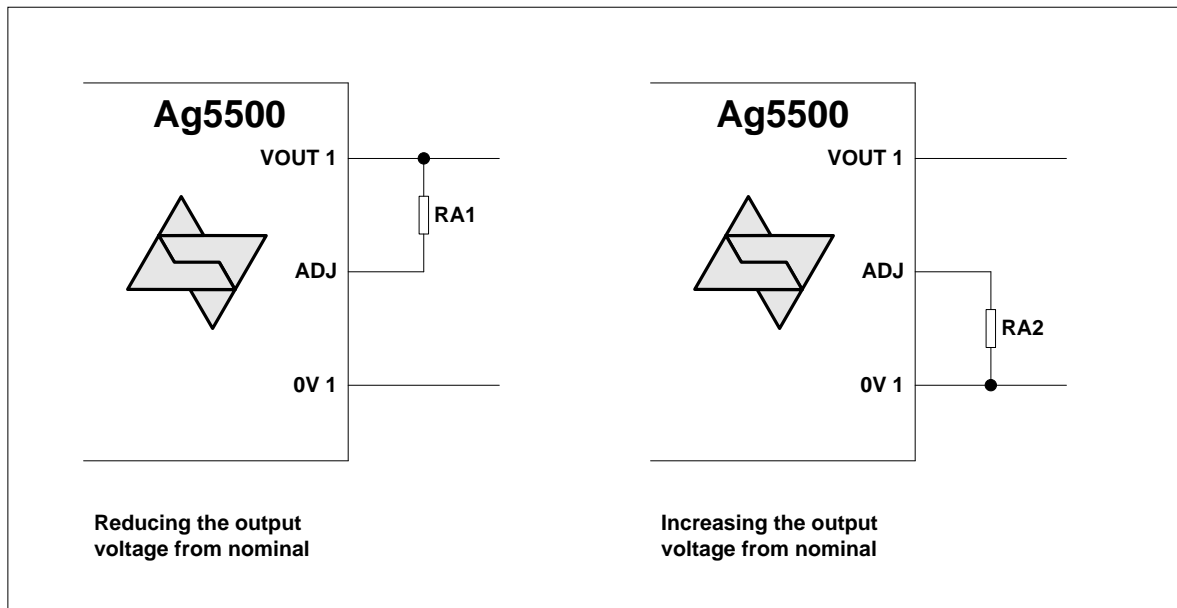 Ag5500
VOUT 1
RA1
ADJ
0V 1
Reducing the output
voltage from nominal
Ag5500
VOUT 1
ADJ
RA2
0V 1
Increasing the output
voltage from nominal